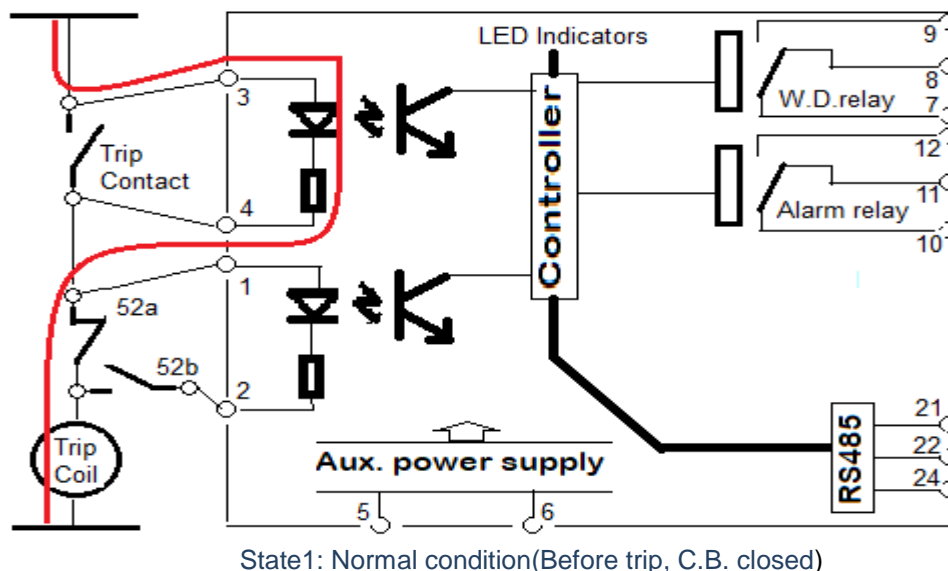 LED Indicators
9
8
7
W.D.relay
3
Trip
Contact
4
Controller
12
11
Alarm relay
10
1
52a
52b
2
Trip
Coil
Aux. power supply
5
6
RS485
21
22
24
State1: Normal condition(Before trip, C.B. closed)